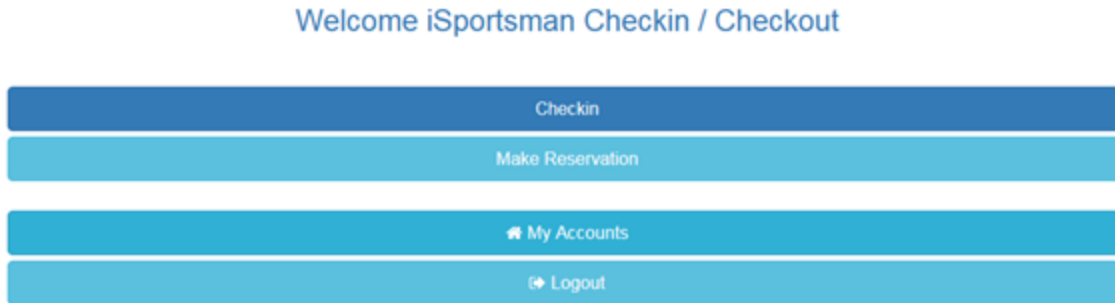 Welcome iSportsman Checkin / Checkout
Checkin
Make Reservation
My Accounts
Logout